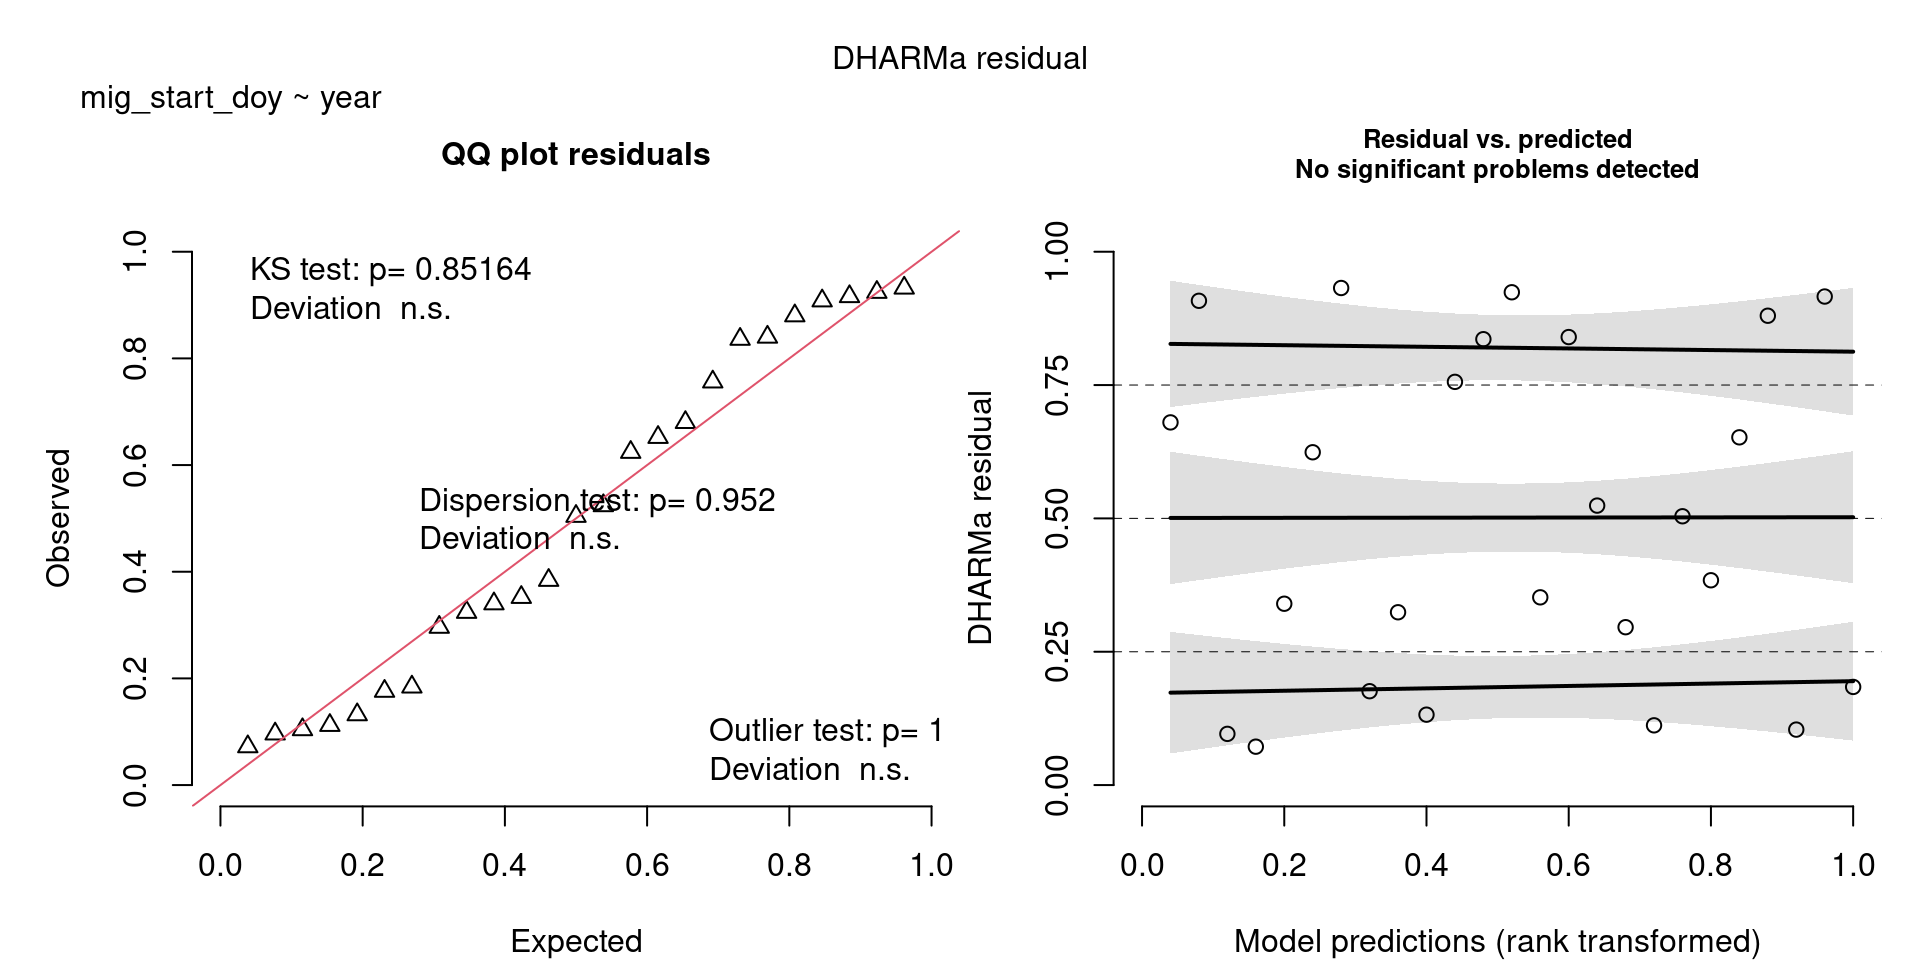 DHARMa residual
mig_start_doy ~ year
QQ plot residuals
KS test: p= 0.85164
Deviation  n.s.
Dispersion test: p= 0.952
Deviation  n.s.
Outlier test: p= 1
Deviation  n.s.
Observed
0.0
0.2
0.4
0.6
0.8
1.0
0.0 0.2 0.4 0.6 0.8 1.0
Expected
Residual vs. predicted
No significant problems detected
DHARMa residual
0.00
0.25
0.50
0.75
1.00
0.0 0.2 0.4 0.6 0.8 1.0
Model predictions (rank transformed)